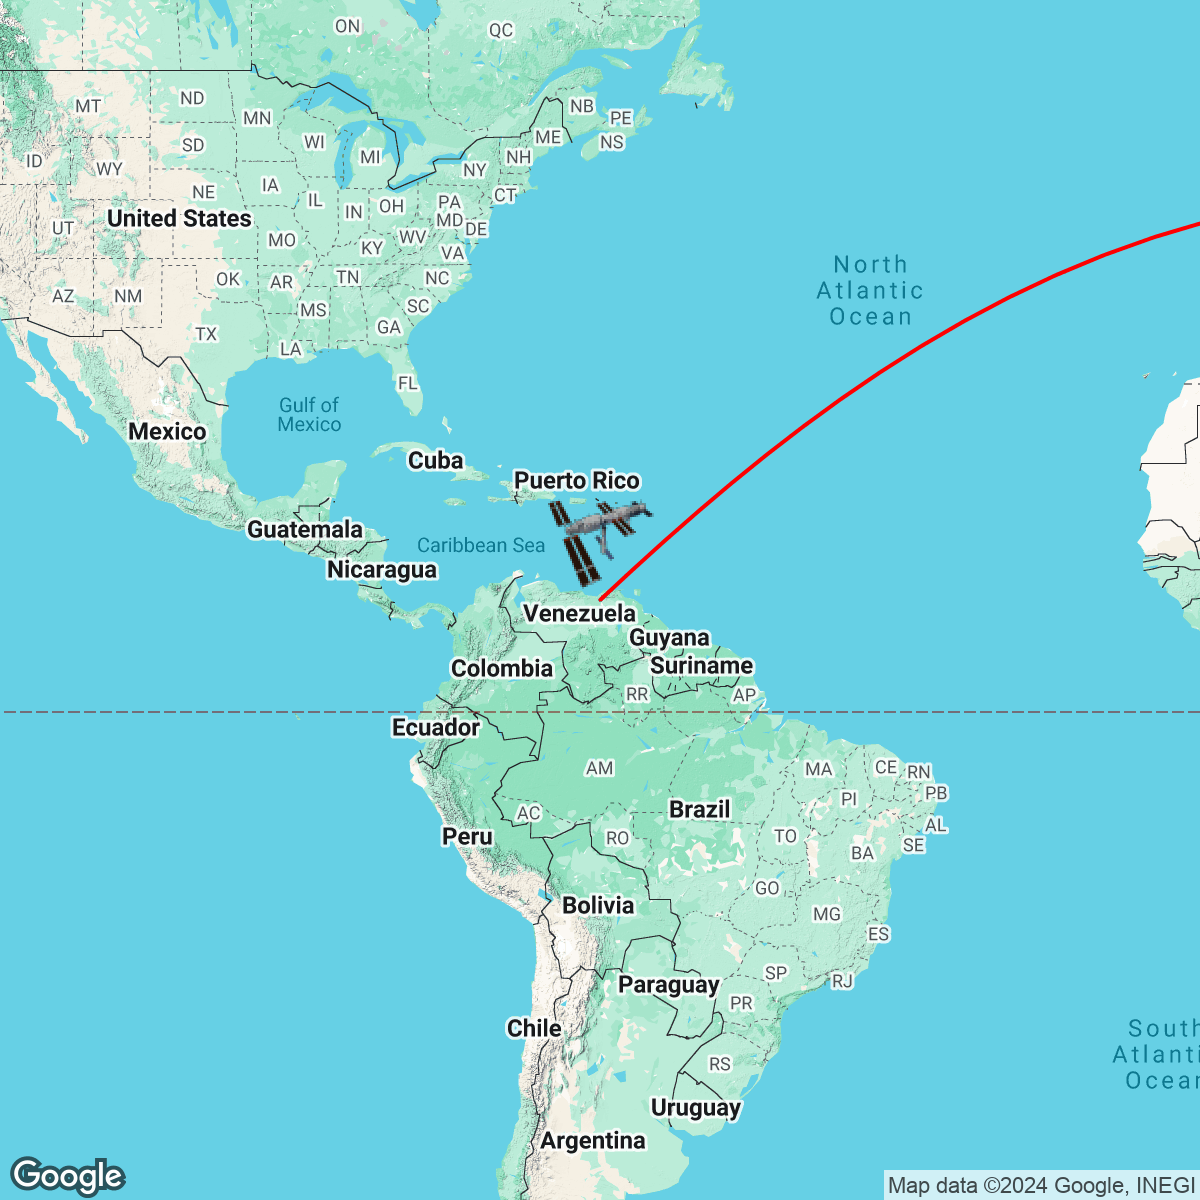 ON
QC
MT
ND
MN
NB
PE
ID
SD
WI
MI
ME
NS
WY
NY
NH
NE
IA
IL
IN
OH
PA
CT
UT
United States
MO
KY
WV
MD
DE
VA
OK
AR
TN
NC
AZ
NM
MS
SC
TX
GA
LA
FL
North
Atlantic
Ocean
Gulf of
Mexico
Mexico
Cuba
Puerto Rico
Guatemala
Caribbean Sea
Nicaragua
Venezuela
Guyana
Colombia
Suriname
RR
AP
Ecuador
AM
MA
CE
RN
PI
PB
AC
Brazil
AL
Peru
RO
TO
SE
BA
GO
Bolivia
MG
ES
SP
RJ
Paraguay
PR
Chile
South
Atlanti
Ocean
RS
Uruguay
Argentina
Google
Map data ©2024 Google, INEGI